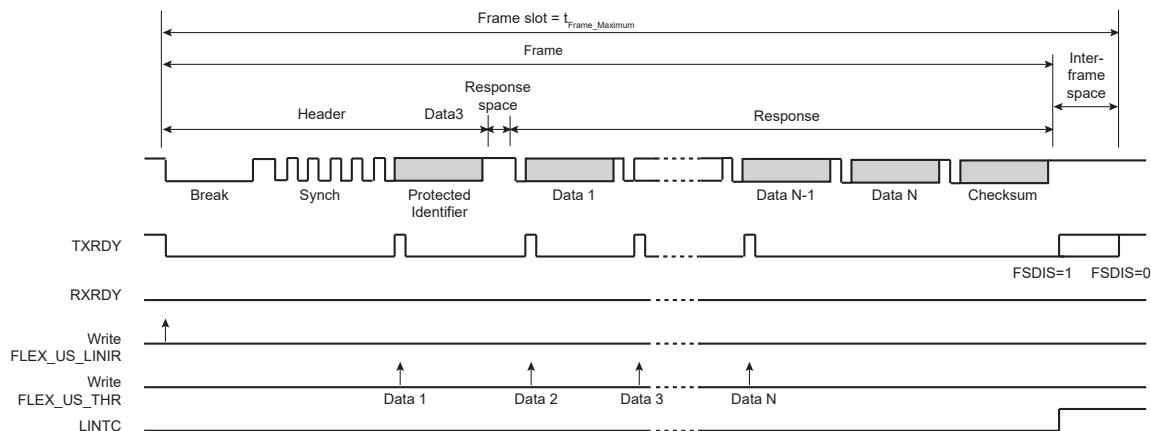 Frame slot = tFrame_Maximum
Frame
Inter-
frame
space
Response
space
Header
Data3
Response
Break
Synch
Protected
Identifier
Data 1
Data N-1
Data N
Checksum
TXRDY
FSDIS=1
FSDIS=0
RXRDY
Write
FLEX_US_LINIR
Write
FLEX_US_THR
Data 1
Data 2
Data 3
Data N
LINTC